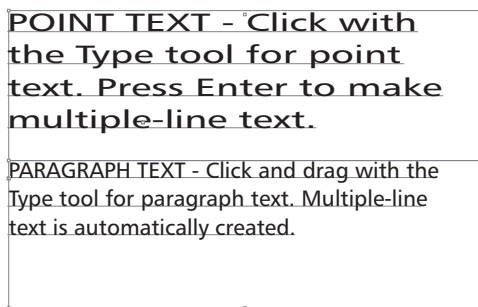 POINT TEXT - Click with
the Type tool for point
text. Press Enter to make
multiple-line text.
PARAGRAPH TEXT - Click and drag with the
Type tool for paragraph text. Multiple-line
text is automatically created.